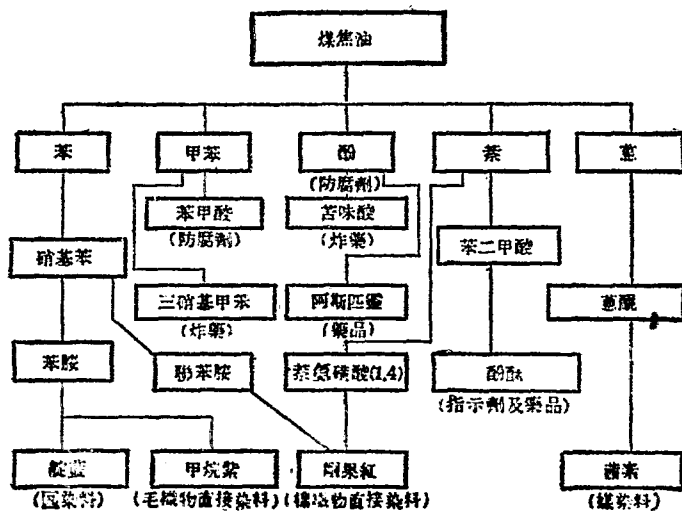 煤焦油
苯
甲苯
酚
萘
蒽
(防腐劑)
苯甲酸
苦味酸
(防腐劑)
(炸藥)
苯二甲酸
硝基苯
三硝基甲苯
阿斯匹靈
蒽醌
(炸藥)
(藥品)
苯胺
聯苯胺
萘氨磺酸(1,4)
酚酞
(指示劑及藥品)
靛藍
甲烷紫
剛果紅
茜素
(毛織物直接染料)
(棉織物直接染料)
(媒染料)